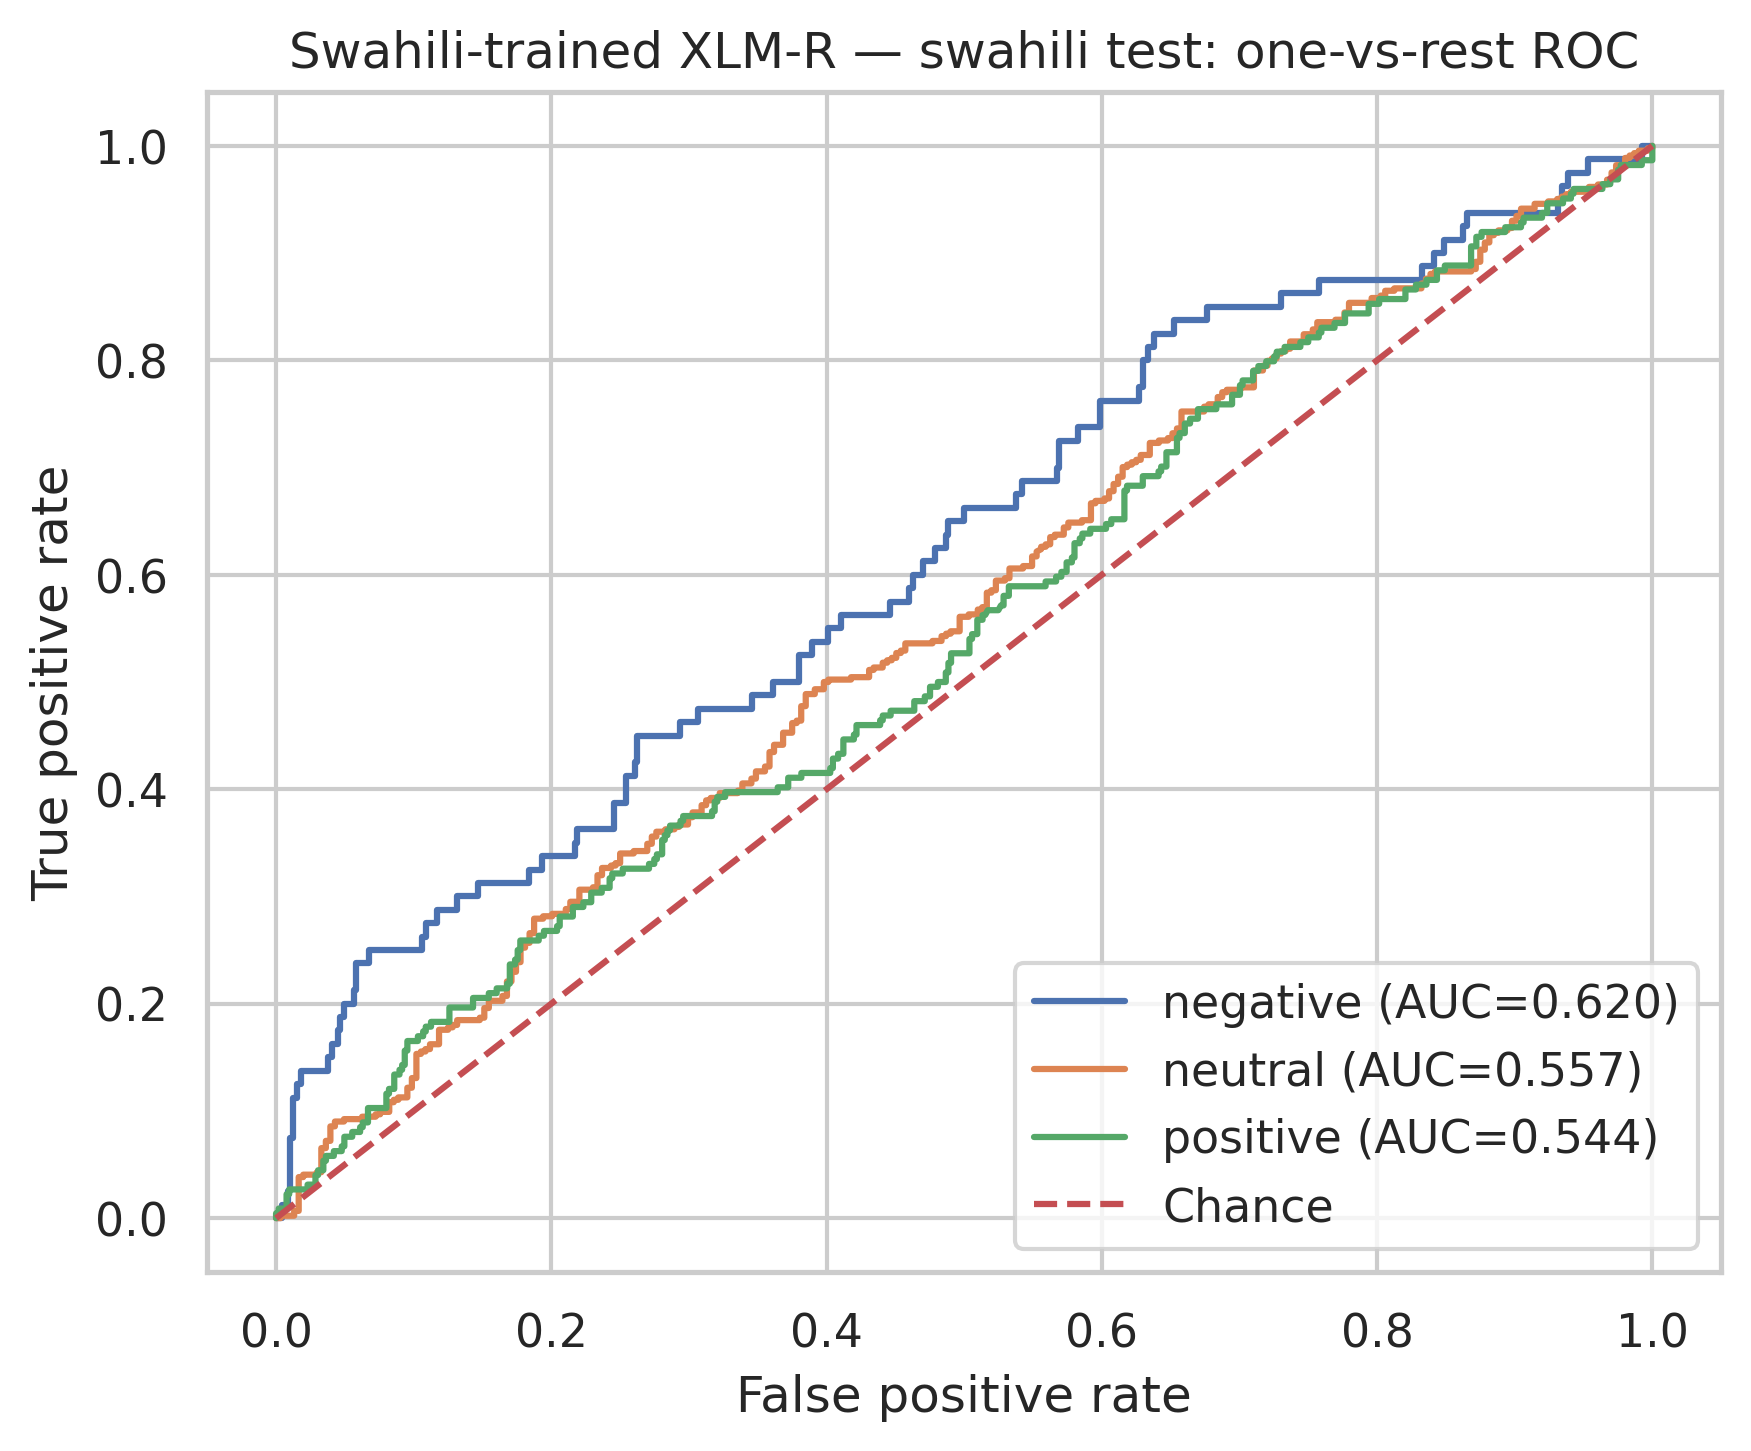 Swahili-trained XLM-R — swahili test: one-vs-rest ROC
True positive rate
1.0
0.8
0.6
0.4
0.2
0.0
negative (AUC=0.620)
neutral (AUC=0.557)
positive (AUC=0.544)
Chance
0.0 0.2 0.4 0.6 0.8 1.0
False positive rate